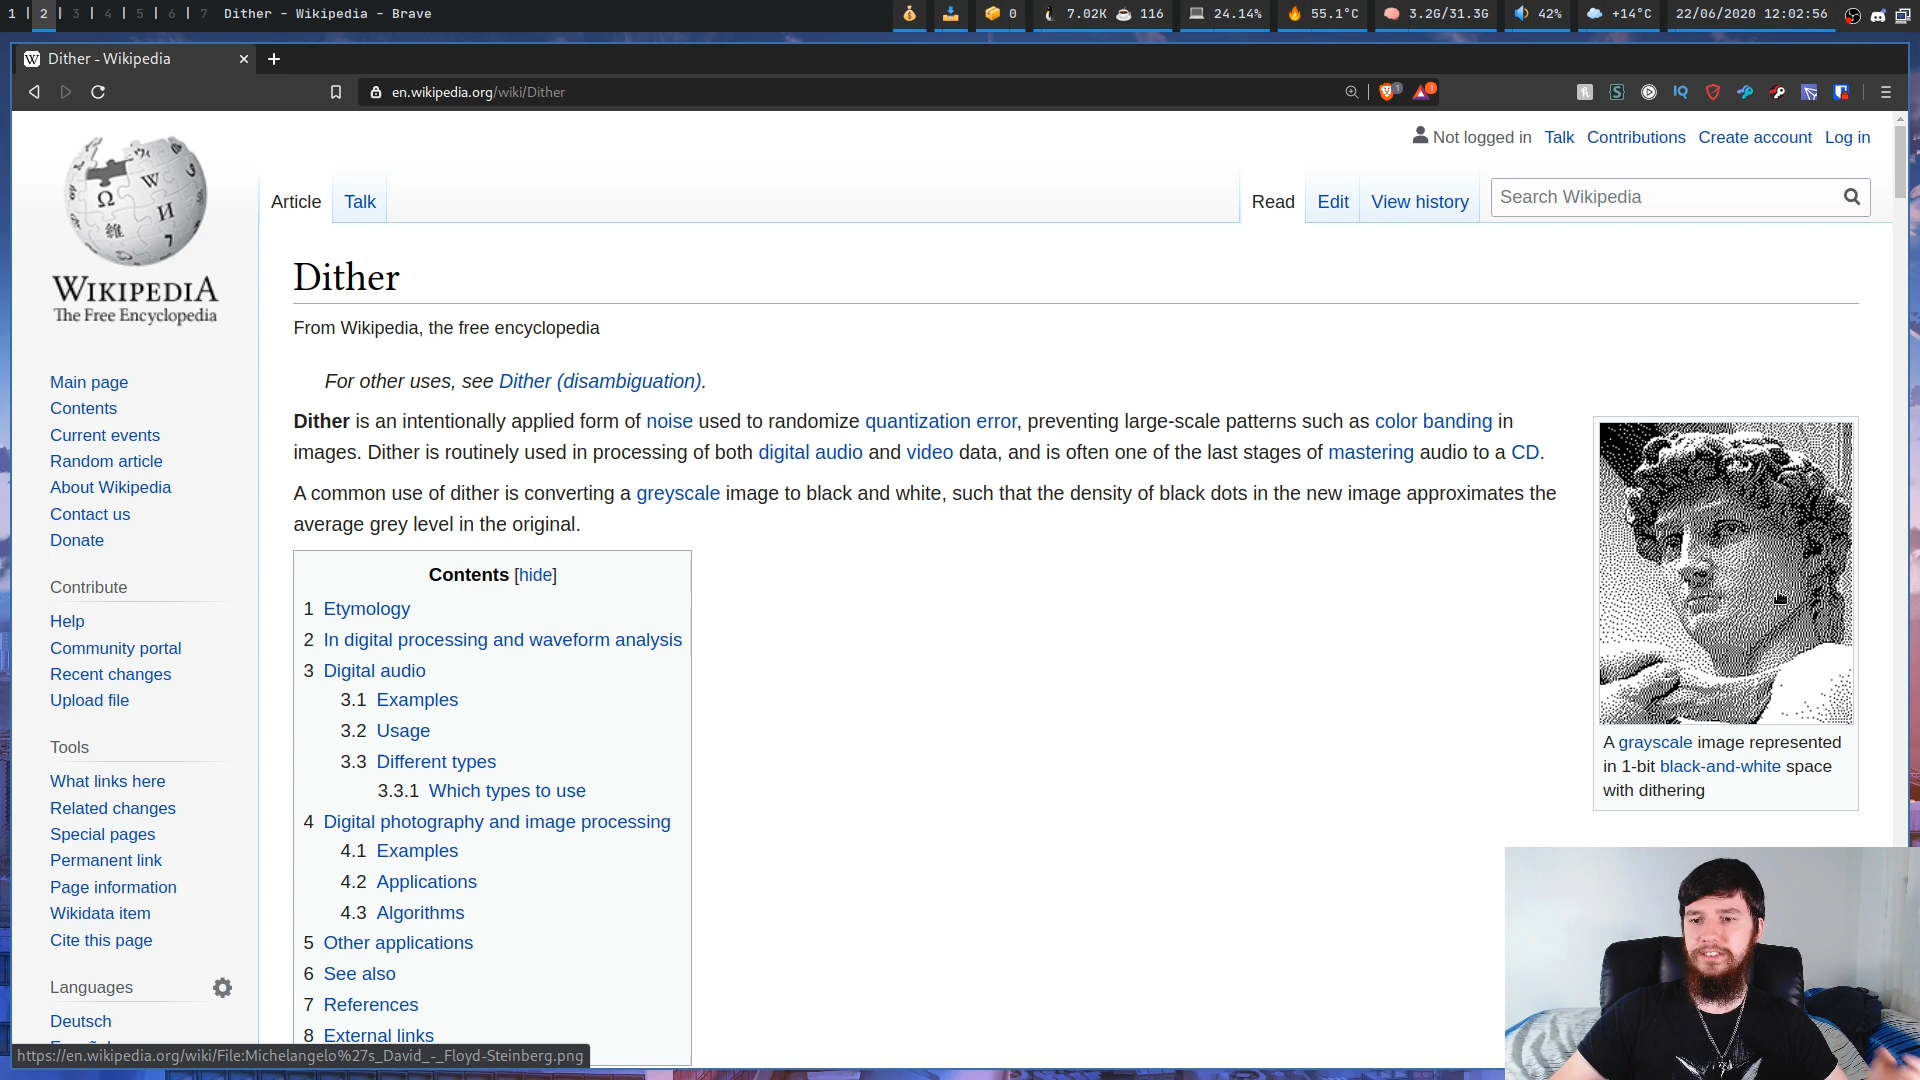 1 | 2 | 3 | 4 | 5 | 6 | 7 Dither - Wikipedia - Brave
0 7.02K 116 24.14% 55.1°C 3.2G/31.3G 42% +14°C 22/06/2020 12:02:56
Dither - Wikipedia
en.wikipedia.org/wiki/Dither
Not logged in Talk Contributions Create account Log in
Article Talk Read Edit View history Search Wikipedia
WIKIPEDIA
The Free Encyclopedia
Main page
Contents
Current events
Random article
About Wikipedia
Contact us
Donate
Contribute
Help
Community portal
Recent changes
Upload file
Tools
What links here
Related changes
Special pages
Permanent link
Page information
Wikidata item
Cite this page
Languages
Deutsch
Dither
From Wikipedia, the free encyclopedia
For other uses, see Dither (disambiguation).
Dither is an intentionally applied form of noise used to randomize quantization error, preventing large-scale patterns such as color banding in
images. Dither is routinely used in processing of both digital audio and video data, and is often one of the last stages of mastering audio to a CD.
A common use of dither is converting a greyscale image to black and white, such that the density of black dots in the new image approximates the
average grey level in the original.
Contents [hide]
1 Etymology
2 In digital processing and waveform analysis
3 Digital audio
3.1 Examples
3.2 Usage
3.3 Different types
3.3.1 Which types to use
4 Digital photography and image processing
4.1 Examples
4.2 Applications
4.3 Algorithms
5 Other applications
6 See also
7 References
8 External links
A grayscale image represented
in 1-bit black-and-white space
with dithering
https://en.wikipedia.org/wiki/File:Michelangelo%27s_David_-_Floyd-Steinberg.png